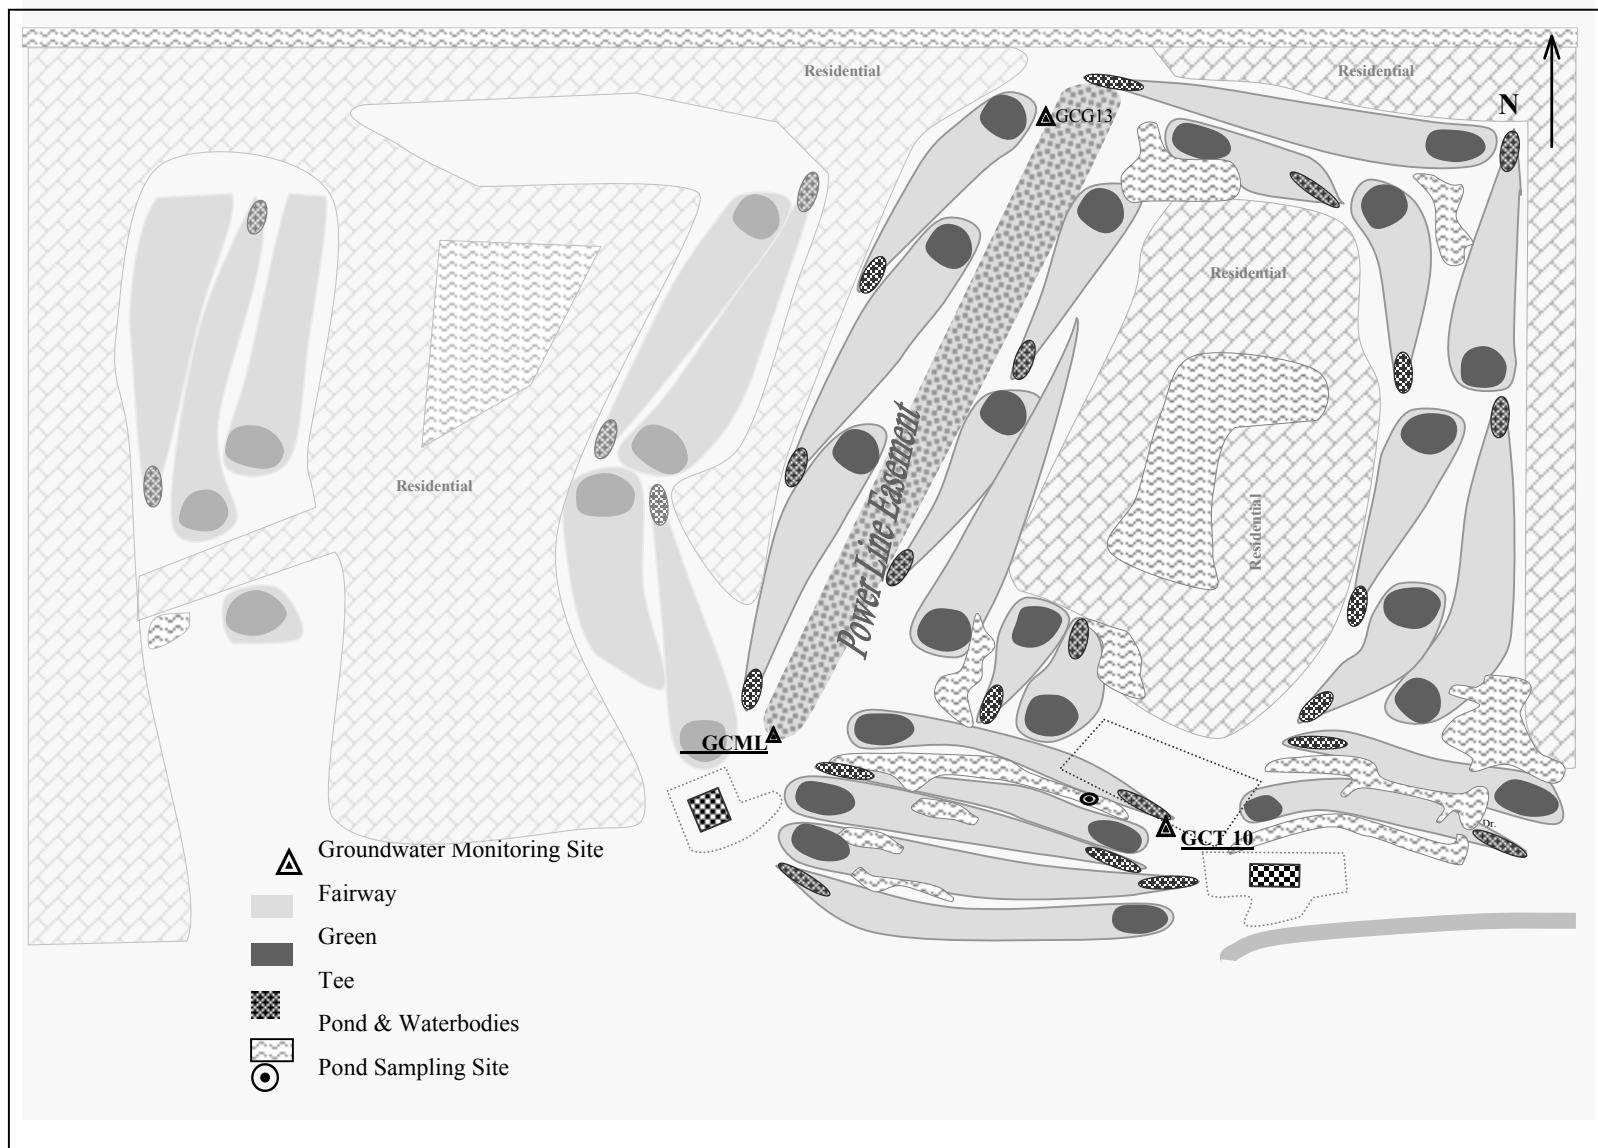 Residential
Residential
N
GCG13
Residential
Power Line Easement
Residential
Residential
GCML
GCT 10
Dr.
Groundwater Monitoring Site
Fairway
Green
Tee
Pond & Waterbodies
Pond Sampling Site